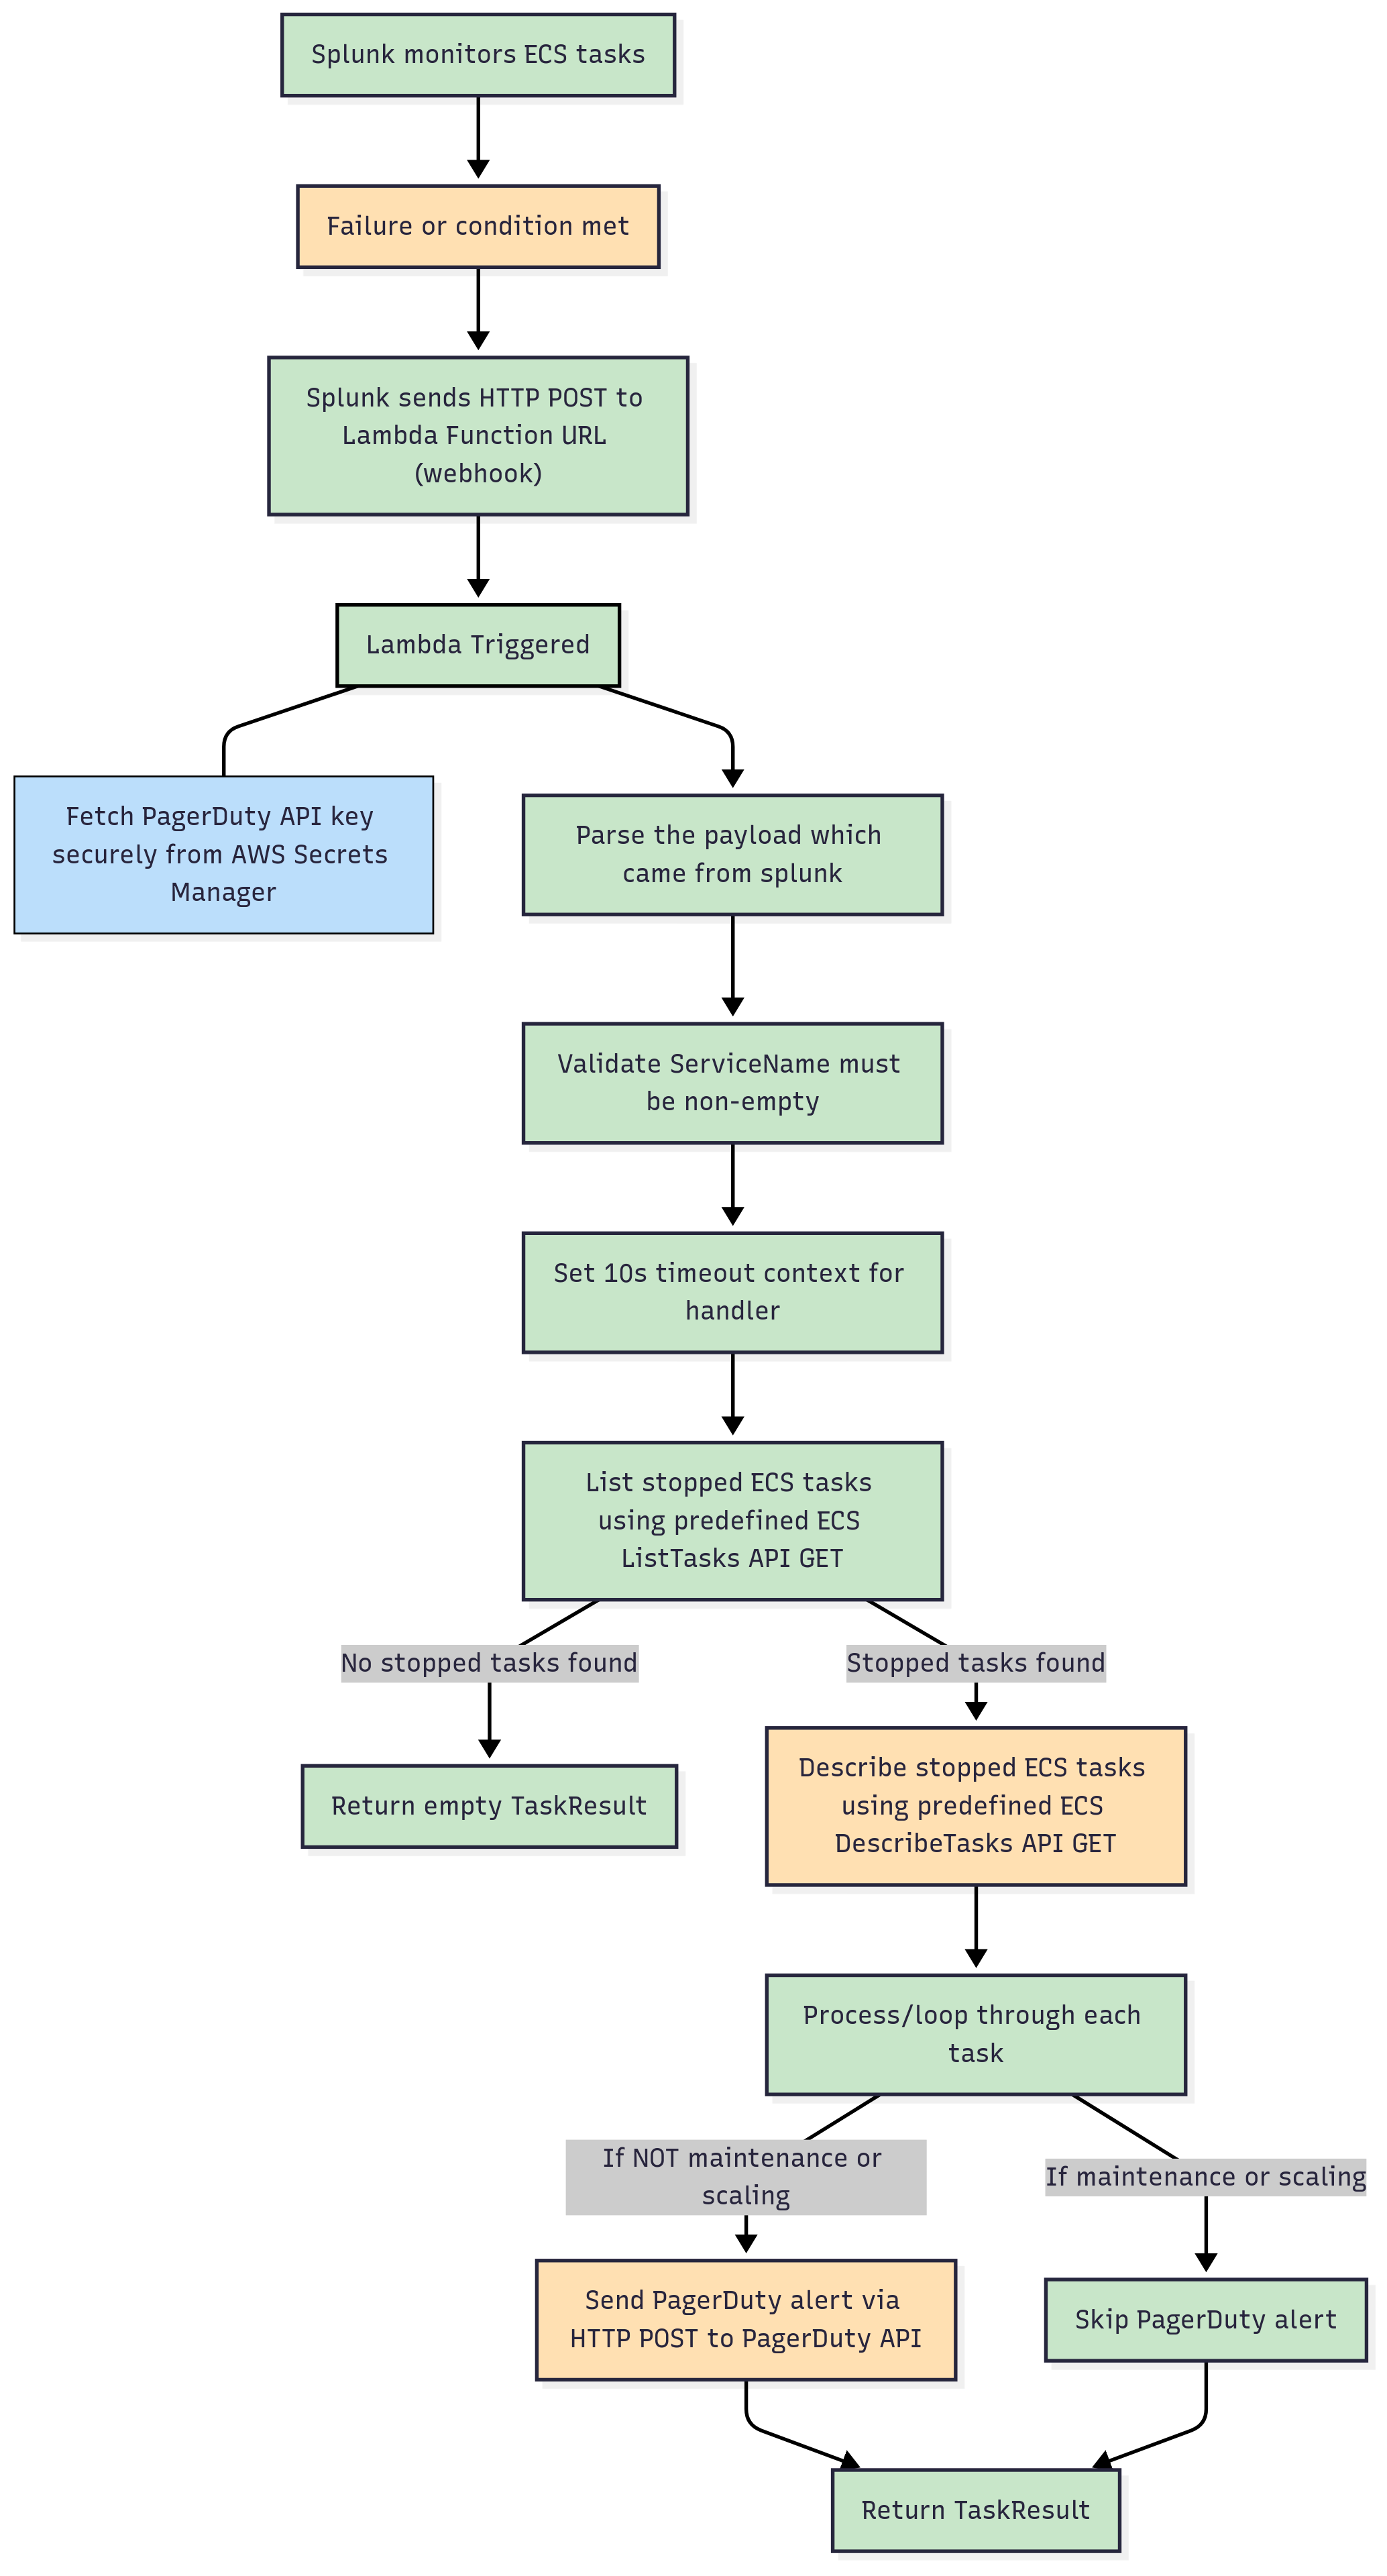 Splunk monitors ECS tasks
Failure or condition met
Splunk sends HTTP POST to
Lambda Function URL
(webhook)
Lambda Triggered
Fetch PagerDuty API key
securely from AWS Secrets
Manager
Parse the payload which
came from splunk
Validate ServiceName must
be non-empty
Set 10s timeout context for
handler
List stopped ECS tasks
using predefined ECS
ListTasks API GET
No stopped tasks found
Stopped tasks found
Return empty TaskResult
Describe stopped ECS tasks
using predefined ECS
DescribeTasks API GET
Process/loop through each
task
If NOT maintenance or
scaling
If maintenance or scaling
Send PagerDuty alert via
HTTP POST to PagerDuty API
Skip PagerDuty alert
Return TaskResult